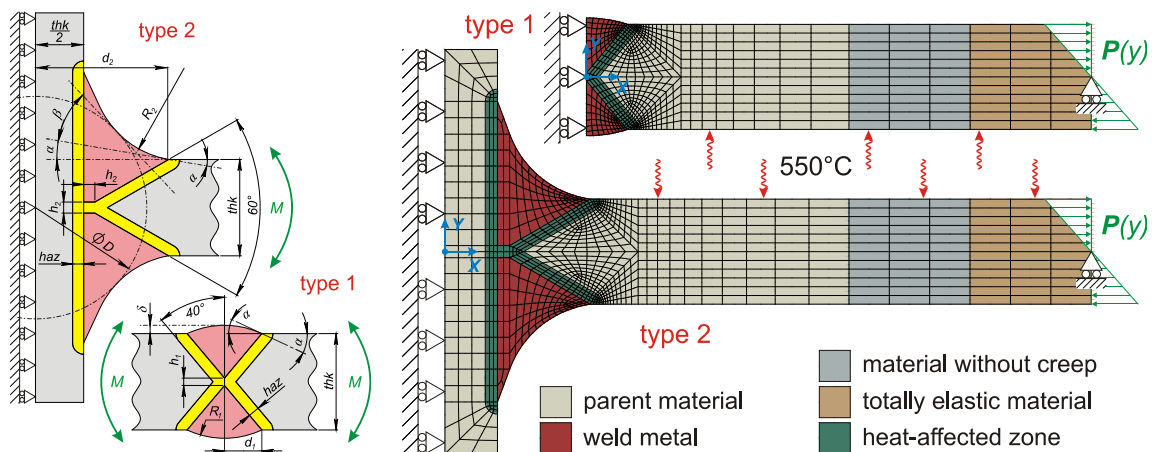 thk
2
type 2
d₂
R₂
β
α
h₂
α
thk
60°
M
h₂
ØD
haz
type 1
δ
40°
α
α
M
h₁
haz
thk
M
R₁
d₁
type 1
Y
X
P(y)
550°C
Y
X
P(y)
type 2
parent material
weld metal
material without creep
totally elastic material
heat-affected zone